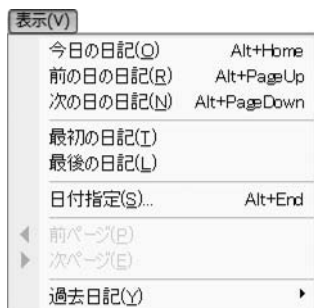 表示(V)
今日の日記(O) Alt+Home
前の日の日記(R) Alt+PageUp
次の日の日記(N) Alt+PageDown
最初の日記(T)
最後の日記(L)
日付指定(S)... Alt+End
前ページ(P)
次ページ(E)
過去日記(Y)